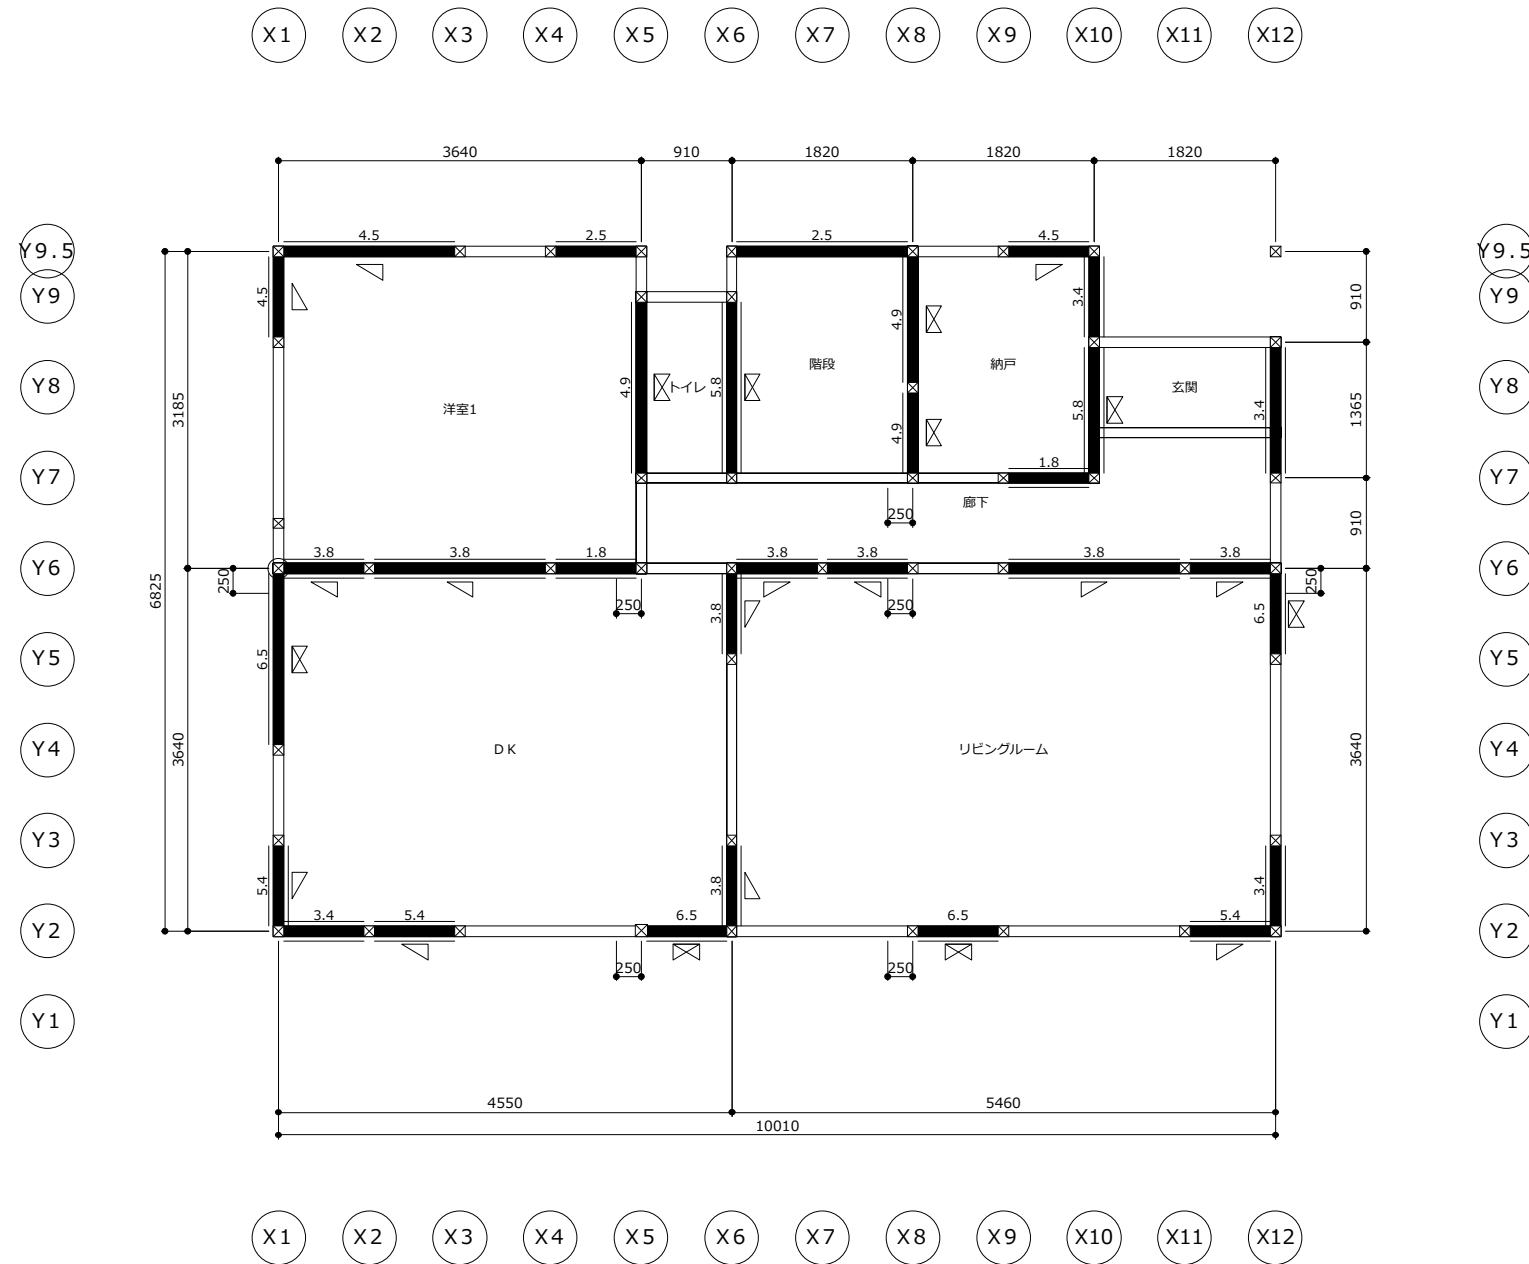 X1 X2 X3 X4 X5 X6 X7 X8 X9 X10 X11 X12
3640 910 1820 1820 1820
Y9.5 4.5 2.5 2.5 4.5 Y9.5
Y9 4.5 3.4 910 Y9
4.9
階段 納戸
Y8 3185 洋室1 4.9 トイレ 5.8 5.8 玄関 3.4 1365 Y8
4.9
1.8
Y7 廊下 Y7
250 910
3.8 3.8 1.8 3.8 3.8 3.8 3.8
Y6 Y6
6825 250 250 3.8 250 6.5 250
Y5 6.5 Y5
Y4 3640 DK リビングルーム 3640 Y4
Y3 Y3
5.4 3.8 3.4
3.4 5.4 6.5 6.5 5.4
Y2 Y2
250 250
Y1 Y1
4550 5460
10010
X1 X2 X3 X4 X5 X6 X7 X8 X9 X10 X11 X12